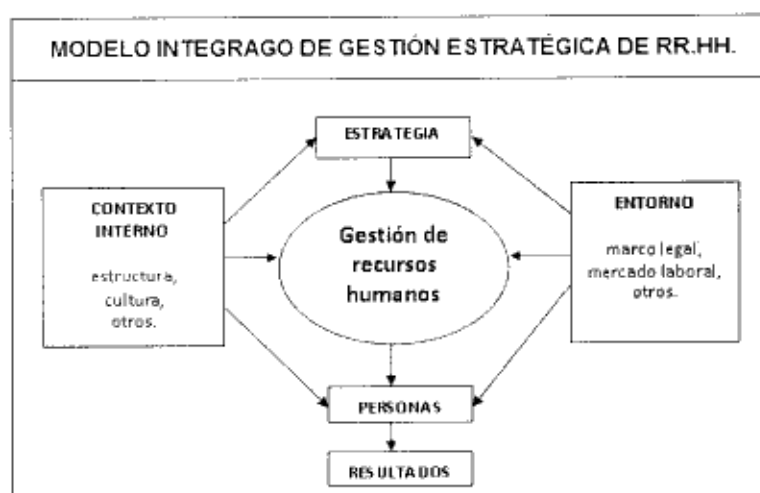 MODELO INTEGRAGO DE GESTIÓN ESTRATÉGICA DE RR.HH.
ESTRATEGIA
CONTEXTO
INTERNO
estructura,
cultura,
otros.
Gestión de
recursos
humanos
ENTORNO
marco legal,
mercado laboral,
otros.
PERSONAS
RESULTADOS